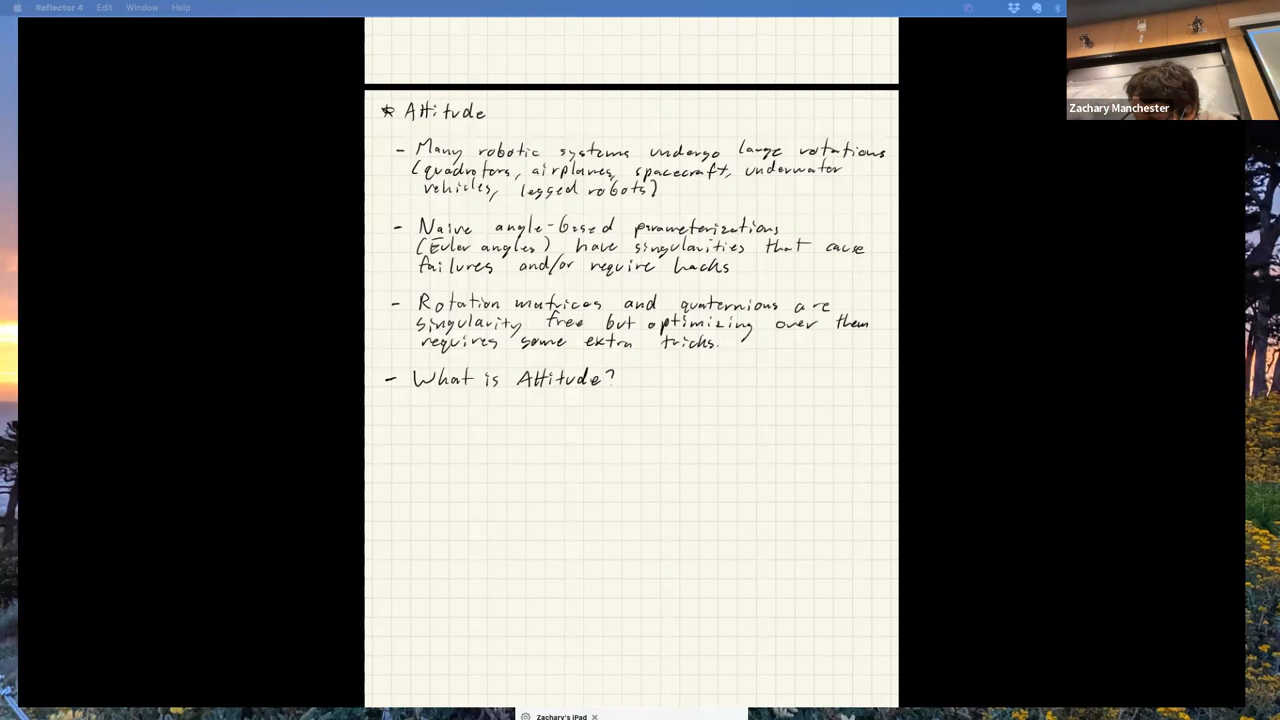 Reflector 4 Edit Window Help
Zachary Manchester
* Attitude
- Many robotic systems undergo large rotations
(quadrotors, airplanes, spacecraft, underwater
vehicles, legged robots)
- Naive angle-based parameterizations
(Euler angles) have singularities that cause
failures and/or require hacks
- Rotation matrices and quaternions are
singularity free but optimizing over them
requires some extra tricks.
- What is Attitude?
Zachary's iPad